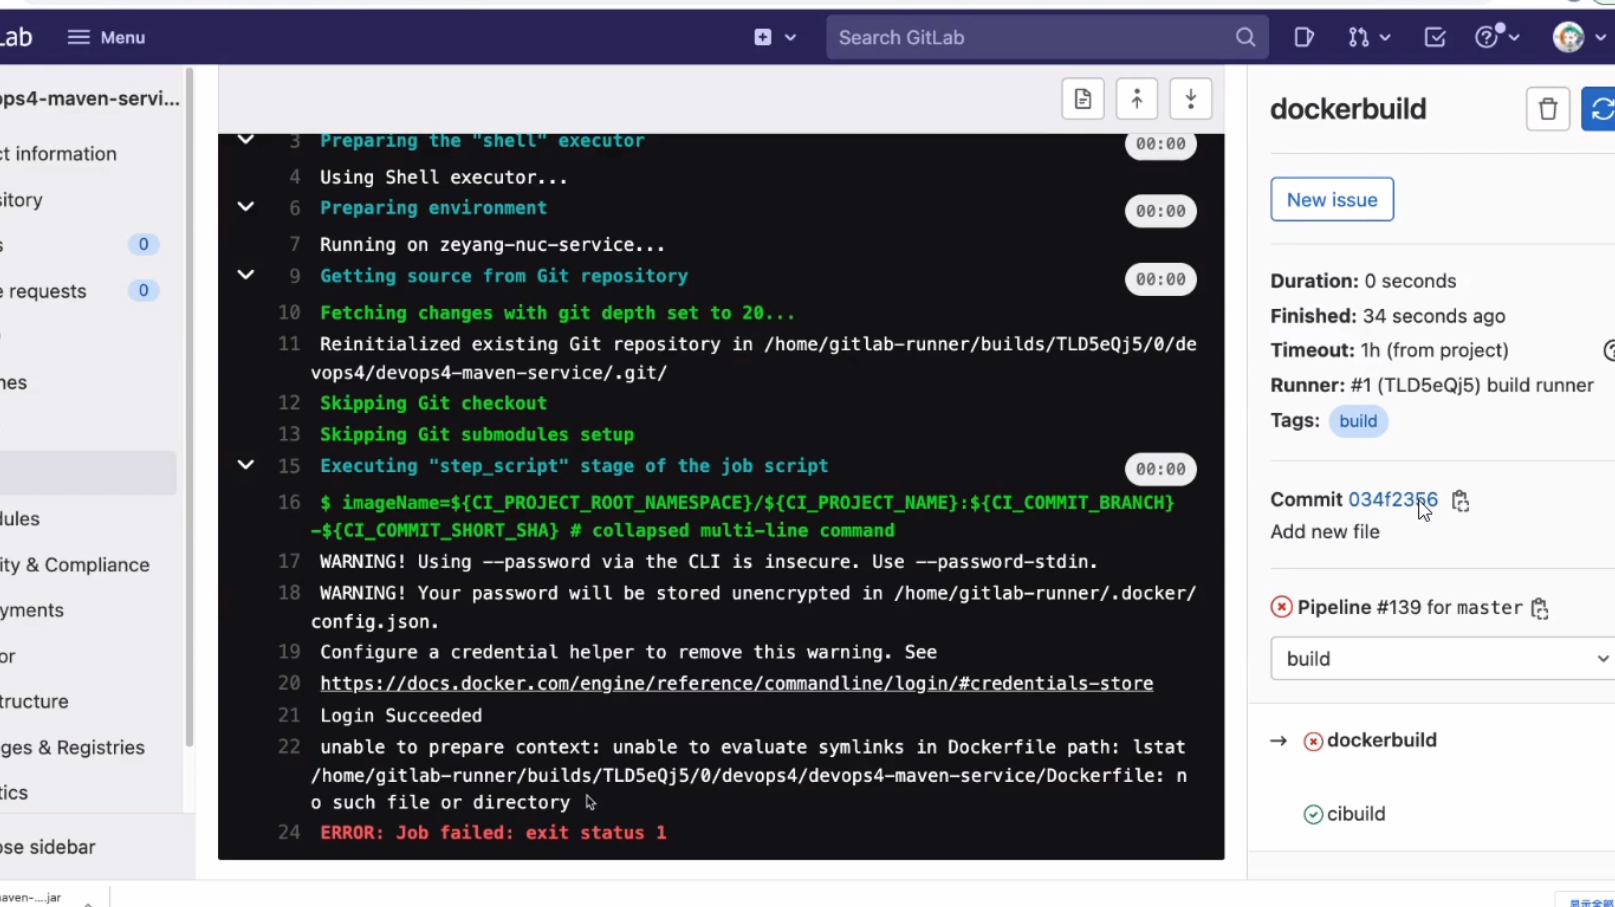 Lab
Menu
Search GitLab
ops4-maven-servi...
ct information
sitory
s 0
e requests 0
nes
dules
ity & Compliance
yments
or
tructure
ges & Registries
tics
ose sidebar
3 Preparing the "shell" executor 00:00
4 Using Shell executor...
6 Preparing environment 00:00
7 Running on zeyang-nuc-service...
9 Getting source from Git repository 00:00
10 Fetching changes with git depth set to 20...
11 Reinitialized existing Git repository in /home/gitlab-runner/builds/TLD5eQj5/0/de
vops4/devops4-maven-service/.git/
12 Skipping Git checkout
13 Skipping Git submodules setup
15 Executing "step_script" stage of the job script 00:00
16 $ imageName=${CI_PROJECT_ROOT_NAMESPACE}/${CI_PROJECT_NAME}:${CI_COMMIT_BRANCH}
-${CI_COMMIT_SHORT_SHA} # collapsed multi-line command
17 WARNING! Using --password via the CLI is insecure. Use --password-stdin.
18 WARNING! Your password will be stored unencrypted in /home/gitlab-runner/.docker/
config.json.
19 Configure a credential helper to remove this warning. See
20 https://docs.docker.com/engine/reference/commandline/login/#credentials-store
21 Login Succeeded
22 unable to prepare context: unable to evaluate symlinks in Dockerfile path: lstat
/home/gitlab-runner/builds/TLD5eQj5/0/devops4/devops4-maven-service/Dockerfile: n
o such file or directory
24 ERROR: Job failed: exit status 1
dockerbuild
New issue
Duration: 0 seconds
Finished: 34 seconds ago
Timeout: 1h (from project)
Runner: #1 (TLD5eQj5) build runner
Tags: build
Commit 034f2356
Add new file
Pipeline #139 for master
build
→ dockerbuild
cibuild
naven-....jar
显示全部